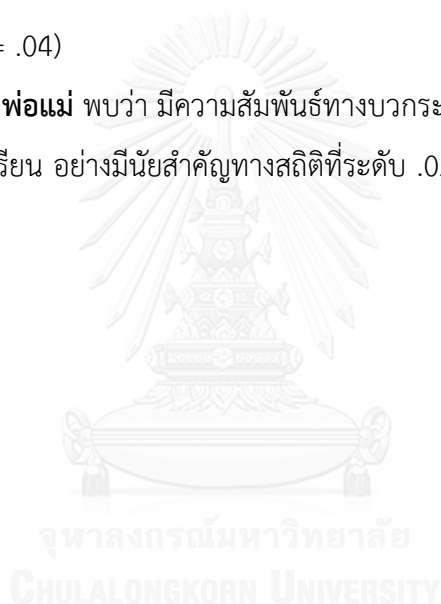 = .04)
พ่อแม่ พบว่า มีความสัมพันธ์ทางบวกระ
รียน อย่างมีนัยสำคัญทางสถิติที่ระดับ .0
จุฬาลงกรณ์มหาวิทยาลัย
CHULALONGKORN UNIVERSITY